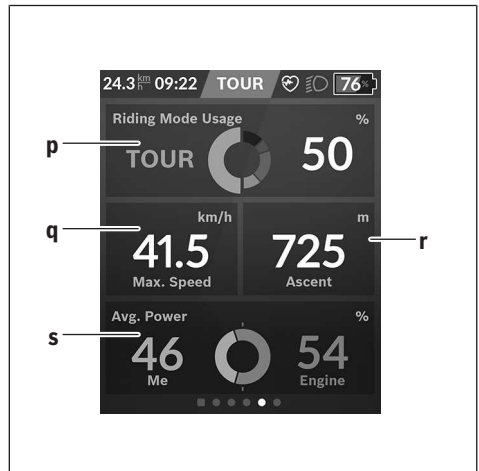 24.3 km/h 09:22 TOUR 76%
Riding Mode Usage %
p TOUR 50
q km/h m
41.5 725 r
Max. Speed Ascent
Avg. Power %
s 46 54
Me Engine